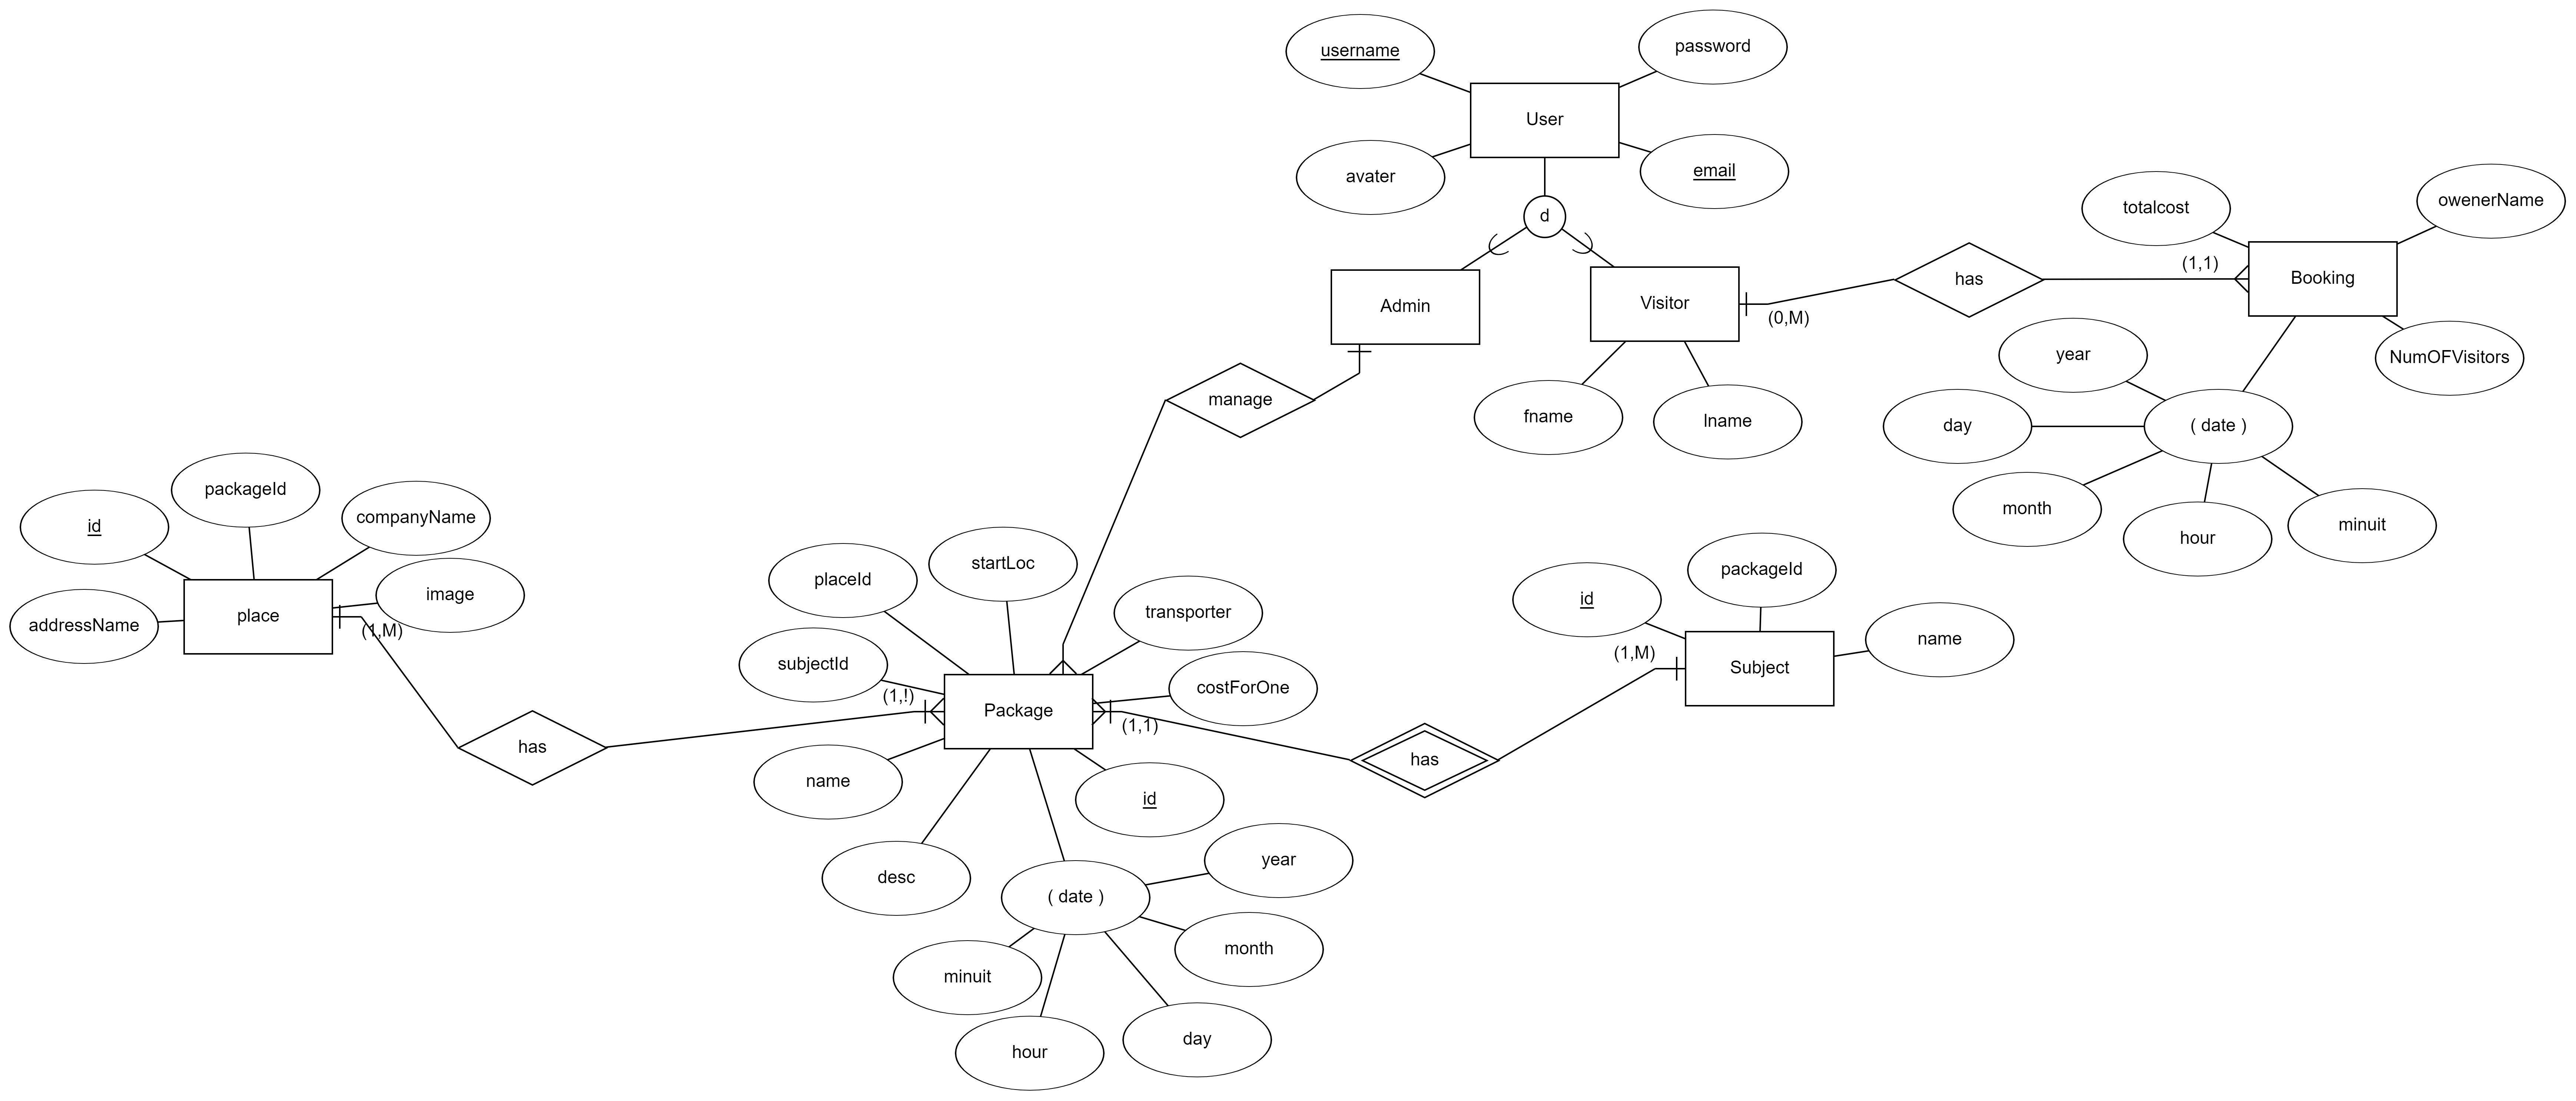 username
password
User
avater
email
d
Admin
Visitor
(0,M)
has
(1,1)
Booking
totalcost
owenerName
NumOFVisitors
fname
lname
manage
year
day
( date )
month
hour
minuit
id
packageId
companyName
image
addressName
place
(1,M)
has
(1,!)
placeId
startLoc
transporter
subjectId
costForOne
Package
(1,1)
name
id
desc
( date )
year
month
minuit
hour
day
has
(1,M)
id
packageId
name
Subject